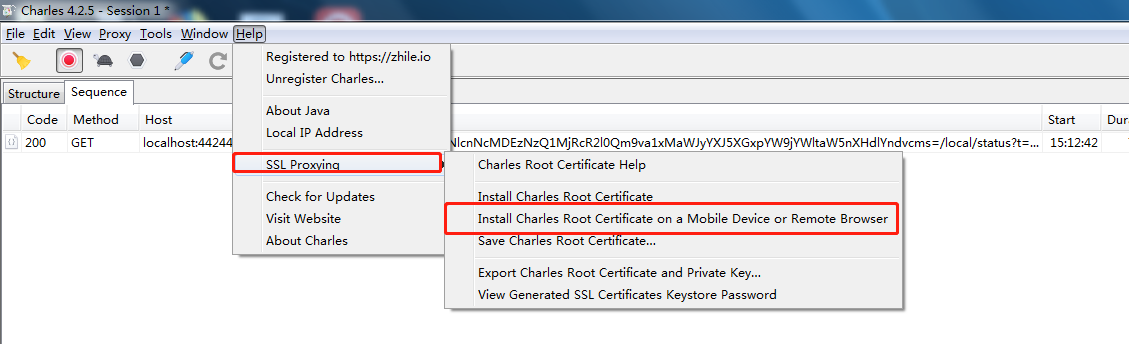 Charles 4.2.5 - Session 1 *
File Edit View Proxy Tools Window Help
Registered to https://zhile.io
Unregister Charles...
About Java
Local IP Address
SSL Proxying
Check for Updates
Visit Website
About Charles
Structure Sequence
Code Method Host Start Dura
200 GET localhost:44244 15:12:42
Charles Root Certificate Help
Install Charles Root Certificate
Install Charles Root Certificate on a Mobile Device or Remote Browser
Save Charles Root Certificate...
Export Charles Root Certificate and Private Key...
View Generated SSL Certificates Keystore Password